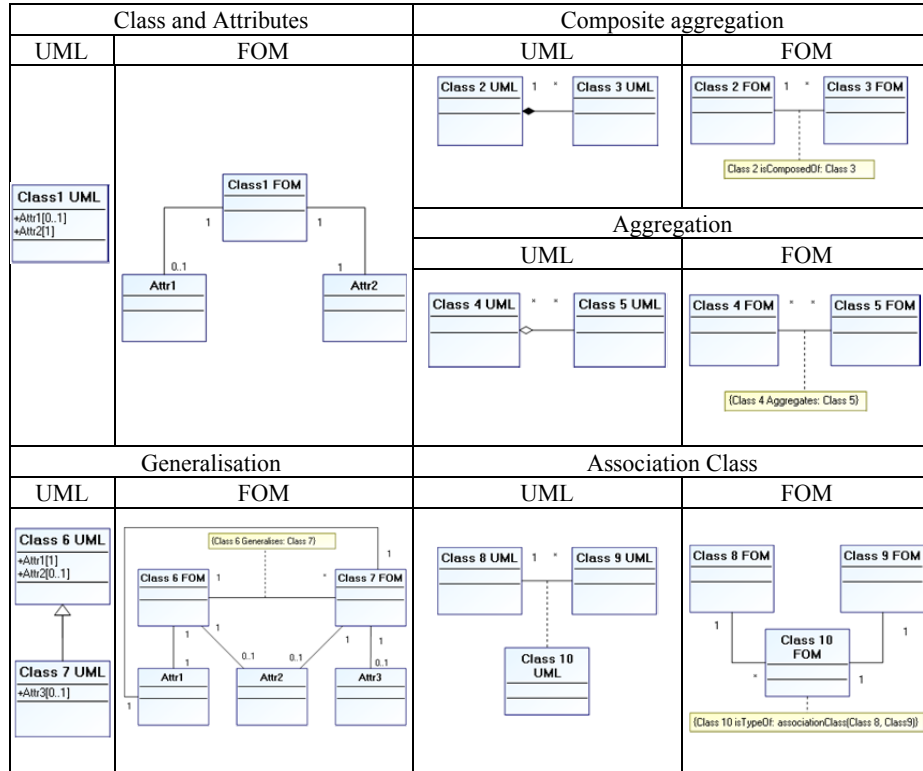 Class and Attributes
UML
FOM
Class1 UML
+Attr1[0..1]
+Attr2[1]
Class1 FOM
1
1
0..1
1
Attr1
Attr2
Composite aggregation
UML
FOM
Class 2 UML
1
*
Class 3 UML
Class 2 FOM
1
*
Class 3 FOM
Class 2 isComposedOf: Class 3
Aggregation
UML
FOM
Class 4 UML
*
*
Class 5 UML
Class 4 FOM
*
*
Class 5 FOM
{Class 4 Aggregates: Class 5}
Generalisation
UML
FOM
Class 6 UML
+Attr1[1]
+Attr2[0..1]
Class 7 UML
+Attr3[0..1]
{Class 6 Generalises: Class 7}
1
Class 6 FOM
1
*
Class 7 FOM
1
1
1
1
1
0..1
0..1
0..1
Attr1
Attr2
Attr3
1
Association Class
UML
FOM
Class 8 UML
1
*
Class 9 UML
Class 10
UML
Class 8 FOM
Class 9 FOM
1
1
Class 10
FOM
*
1
{Class 10 isTypeOf: associationClass(Class 8, Class9)}